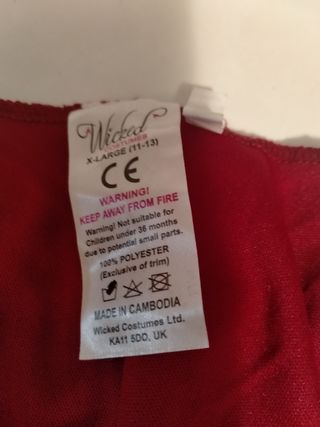 Wicked
COSTUMES
X-LARGE (11-13)
CE
WARNING!
KEEP AWAY FROM FIRE
Warning! Not suitable for
Children under 36 months
due to potential small parts.
100% POLYESTER
(Exclusive of trim)
MADE IN CAMBODIA
Wicked Costumes Ltd.
KA11 5DD, UK